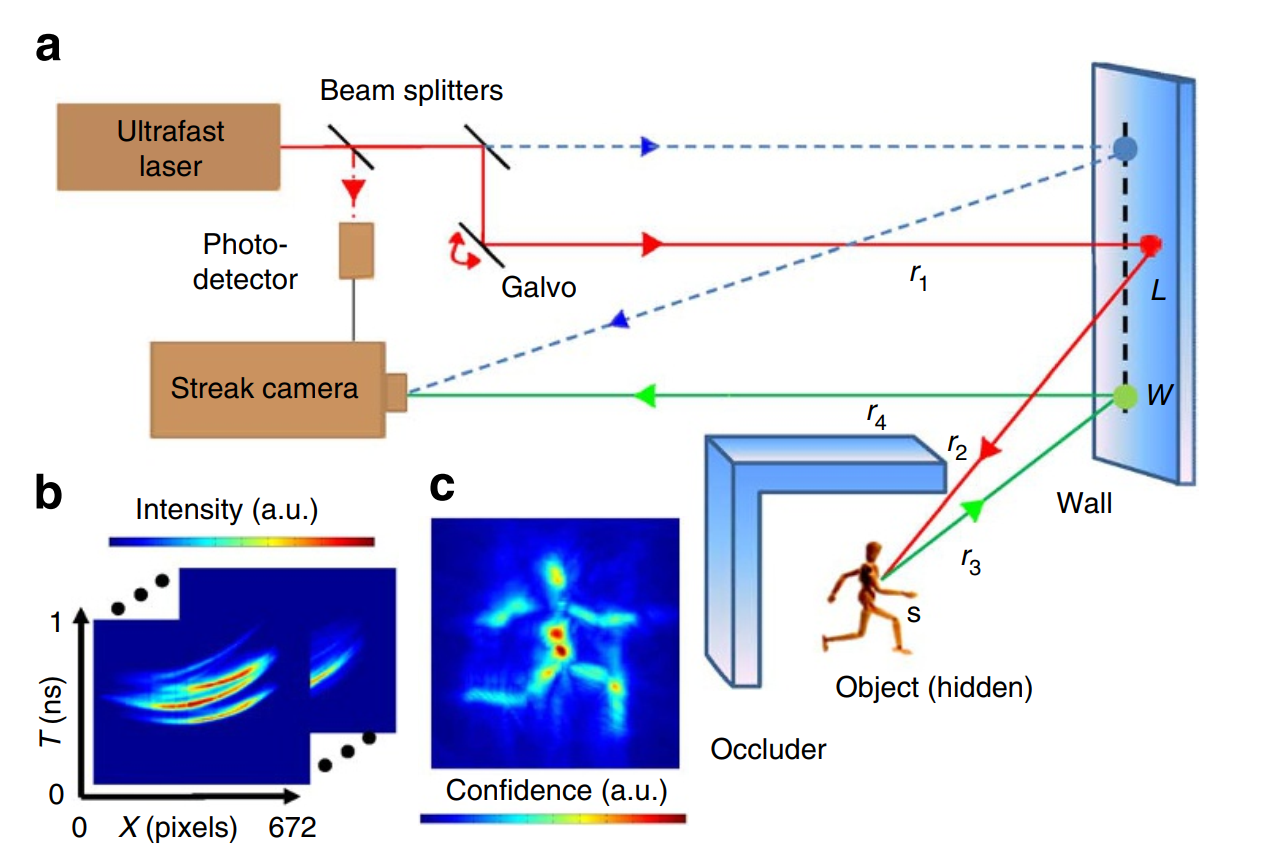 a
Beam splitters
Ultrafast
laser
Photo-
detector
Galvo
r1
L
Streak camera
W
r4
r2
b
c
Intensity (a.u.)
Wall
r3
s
1
T (ns)
Object (hidden)
Occluder
Confidence (a.u.)
0
0 X (pixels) 672